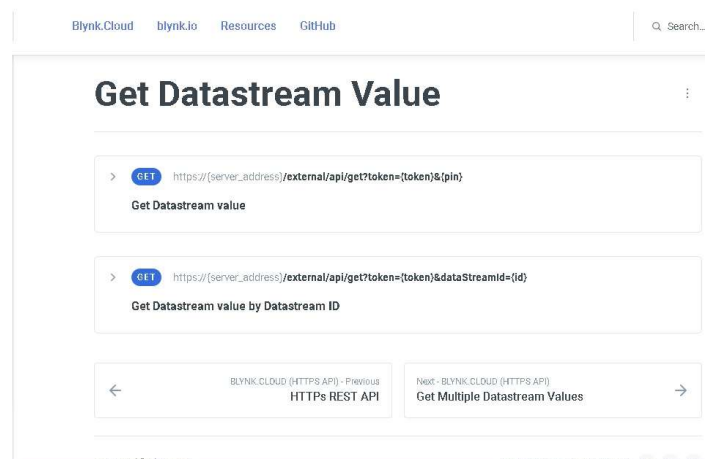 Blynk.Cloud blynk.io Resources GitHub Search...
Get Datastream Value
GET https://{server_address}/external/api/get?token={token}&{pin}
Get Datastream value
GET https://{server_address}/external/api/get?token={token}&dataStreamId={id}
Get Datastream value by Datastream ID
BLYNK.CLOUD (HTTPS API) - Previous
HTTPs REST API
Next - BLYNK.CLOUD (HTTPS API)
Get Multiple Datastream Values